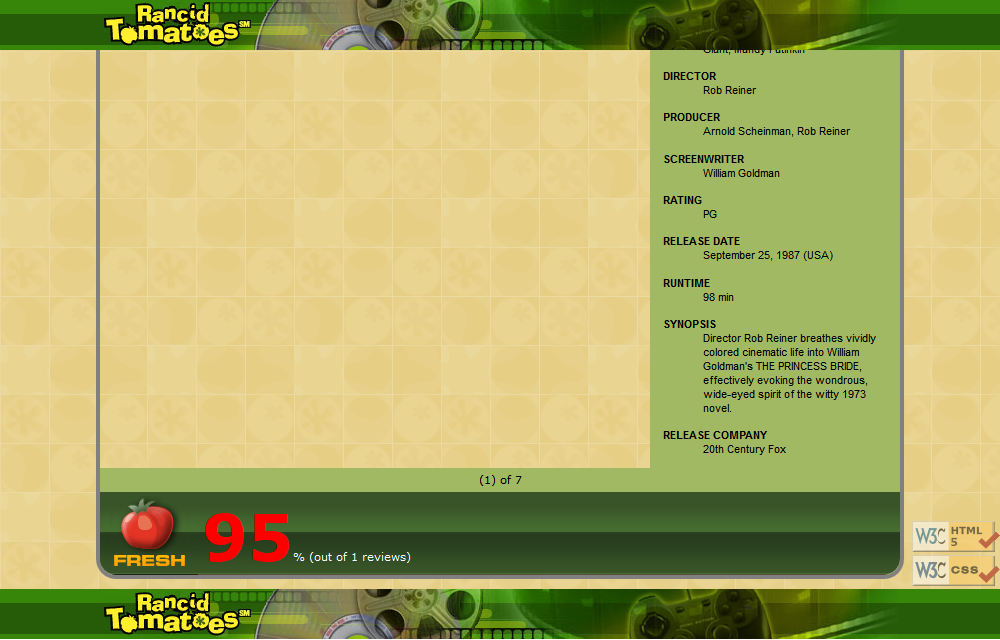 Rancid
Tomatoes SM
Giant, Mandy Patinkin
DIRECTOR
Rob Reiner
PRODUCER
Arnold Scheinman, Rob Reiner
SCREENWRITER
William Goldman
RATING
PG
RELEASE DATE
September 25, 1987 (USA)
RUNTIME
98 min
SYNOPSIS
Director Rob Reiner breathes vividly
colored cinematic life into William
Goldman's THE PRINCESS BRIDE,
effectively evoking the wondrous,
wide-eyed spirit of the witty 1973
novel.
RELEASE COMPANY
20th Century Fox
(1) of 7
FRESH
95
% (out of 1 reviews)
W3C HTML
5
W3C CSS
Rancid
Tomatoes SM